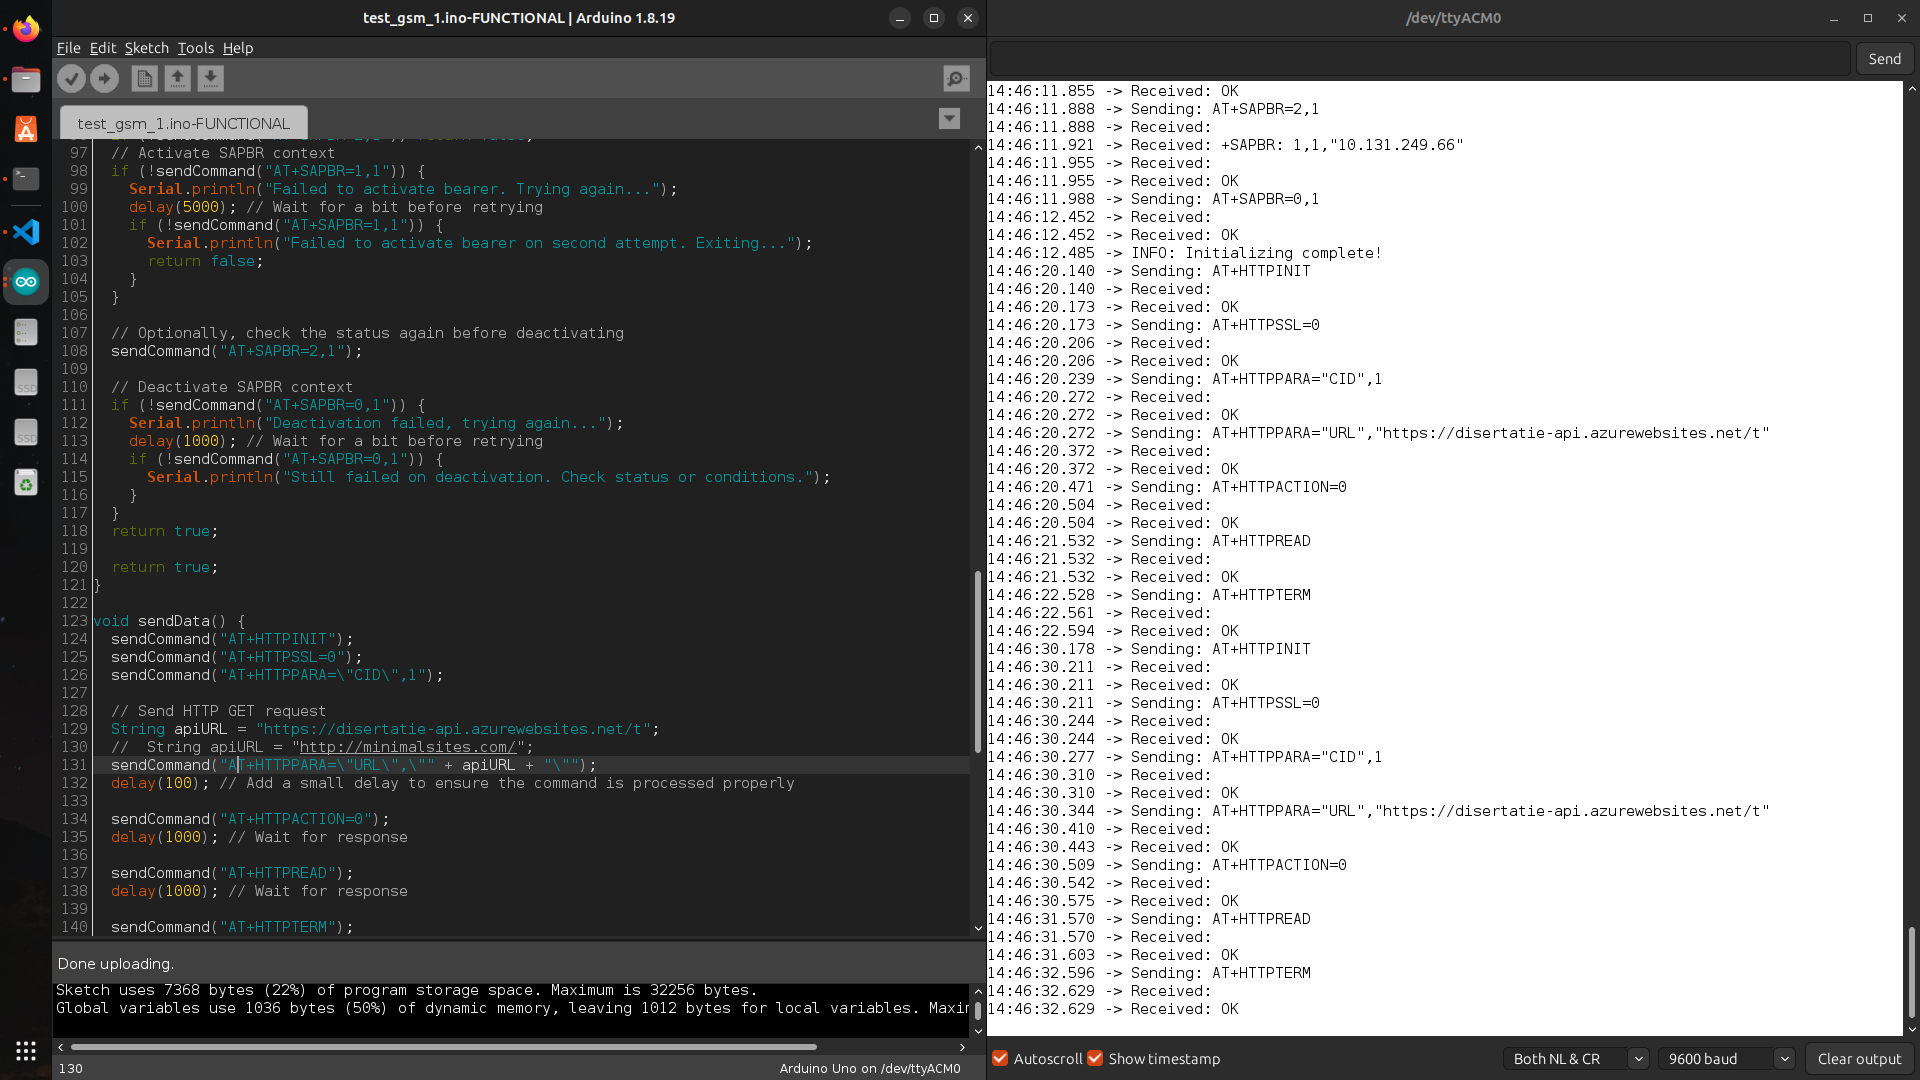 test_gsm_1.ino-FUNCTIONAL | Arduino 1.8.19
File Edit Sketch Tools Help
test_gsm_1.ino-FUNCTIONAL
97 // Activate SAPBR context
98 if (!sendCommand("AT+SAPBR=1,1")) {
99 Serial.println("Failed to activate bearer. Trying again...");
100 delay(5000); // Wait for a bit before retrying
101 if (!sendCommand("AT+SAPBR=1,1")) {
102 Serial.println("Failed to activate bearer on second attempt. Exiting...");
103 return false;
104 }
105 }
106
107 // Optionally, check the status again before deactivating
108 sendCommand("AT+SAPBR=2,1");
109
110 // Deactivate SAPBR context
111 if (!sendCommand("AT+SAPBR=0,1")) {
112 Serial.println("Deactivation failed, trying again...");
113 delay(1000); // Wait for a bit before retrying
114 if (!sendCommand("AT+SAPBR=0,1")) {
115 Serial.println("Still failed on deactivation. Check status or conditions.");
116 }
117 }
118 return true;
119
120 return true;
121 }
122
123 void sendData() {
124 sendCommand("AT+HTTPINIT");
125 sendCommand("AT+HTTPSSL=0");
126 sendCommand("AT+HTTPPARA=\"CID\",1");
127
128 // Send HTTP GET request
129 String apiURL = "https://disertatie-api.azurewebsites.net/t";
130 // String apiURL = "http://minimalsites.com/";
131 sendCommand("AT+HTTPPARA=\"URL\",\"" + apiURL + "\"");
132 delay(100); // Add a small delay to ensure the command is processed properly
133
134 sendCommand("AT+HTTPACTION=0");
135 delay(1000); // Wait for response
136
137 sendCommand("AT+HTTPREAD");
138 delay(1000); // Wait for response
139
140 sendCommand("AT+HTTPTERM");
Done uploading.
Sketch uses 7368 bytes (22%) of program storage space. Maximum is 32256 bytes.
Global variables use 1036 bytes (50%) of dynamic memory, leaving 1012 bytes for local variables. Maxi
130
Arduino Uno on /dev/ttyACM0
/dev/ttyACM0
Send
14:46:11.855 -> Received: OK
14:46:11.888 -> Sending: AT+SAPBR=2,1
14:46:11.888 -> Received:
14:46:11.921 -> Received: +SAPBR: 1,1,"10.131.249.66"
14:46:11.955 -> Received:
14:46:11.955 -> Received: OK
14:46:11.988 -> Sending: AT+SAPBR=0,1
14:46:12.452 -> Received:
14:46:12.452 -> Received: OK
14:46:12.485 -> INFO: Initializing complete!
14:46:20.140 -> Sending: AT+HTTPINIT
14:46:20.140 -> Received:
14:46:20.173 -> Received: OK
14:46:20.173 -> Sending: AT+HTTPSSL=0
14:46:20.206 -> Received:
14:46:20.206 -> Received: OK
14:46:20.239 -> Sending: AT+HTTPPARA="CID",1
14:46:20.272 -> Received:
14:46:20.272 -> Received: OK
14:46:20.272 -> Sending: AT+HTTPPARA="URL","https://disertatie-api.azurewebsites.net/t"
14:46:20.372 -> Received:
14:46:20.372 -> Received: OK
14:46:20.471 -> Sending: AT+HTTPACTION=0
14:46:20.504 -> Received:
14:46:20.504 -> Received: OK
14:46:21.532 -> Sending: AT+HTTPREAD
14:46:21.532 -> Received:
14:46:21.532 -> Received: OK
14:46:22.528 -> Sending: AT+HTTPTERM
14:46:22.561 -> Received:
14:46:22.594 -> Received: OK
14:46:30.178 -> Sending: AT+HTTPINIT
14:46:30.211 -> Received:
14:46:30.211 -> Received: OK
14:46:30.211 -> Sending: AT+HTTPSSL=0
14:46:30.244 -> Received:
14:46:30.244 -> Received: OK
14:46:30.277 -> Sending: AT+HTTPPARA="CID",1
14:46:30.310 -> Received:
14:46:30.310 -> Received: OK
14:46:30.344 -> Sending: AT+HTTPPARA="URL","https://disertatie-api.azurewebsites.net/t"
14:46:30.410 -> Received:
14:46:30.443 -> Received: OK
14:46:30.509 -> Sending: AT+HTTPACTION=0
14:46:30.542 -> Received:
14:46:30.575 -> Received: OK
14:46:31.570 -> Sending: AT+HTTPREAD
14:46:31.570 -> Received:
14:46:31.603 -> Received: OK
14:46:32.596 -> Sending: AT+HTTPTERM
14:46:32.629 -> Received:
14:46:32.629 -> Received: OK
Autoscroll Show timestamp
Both NL & CR
9600 baud
Clear output